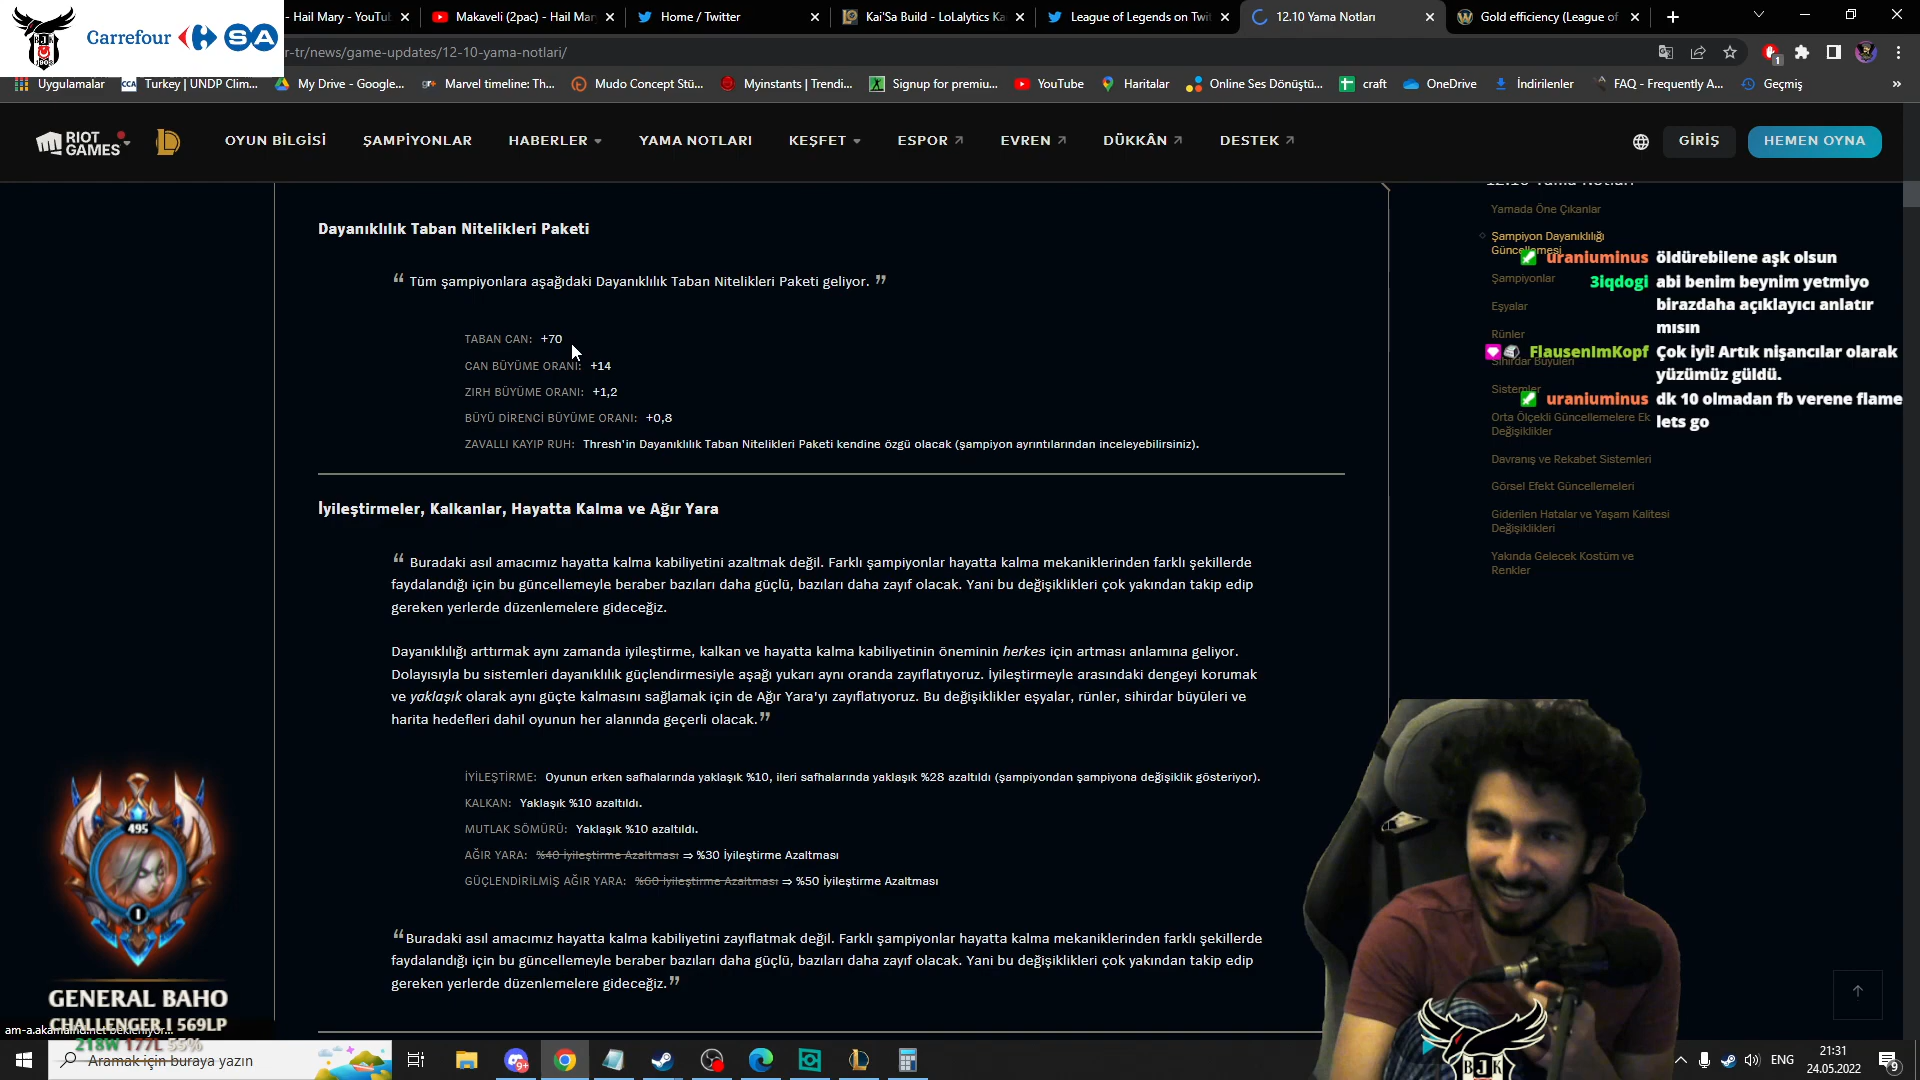 Carrefour SA
BJK
1903
- Hail Mary - YouTu
Makaveli (2pac) - Hail Mar
Home / Twitter
Kai'Sa Build - LoLalytics Ka
League of Legends on Twit
12.10 Yama Notları
Gold efficiency (League of
r-tr/news/game-updates/12-10-yama-notlari/
Uygulamalar
Turkey | UNDP Clim...
My Drive - Google...
Marvel timeline: Th...
Mudo Concept Stü...
Myinstants | Trendi...
Signup for premiu...
YouTube
Haritalar
Online Ses Dönüştü...
craft
OneDrive
İndirilenler
FAQ - Frequently A...
Geçmiş
RIOT GAMES
OYUN BİLGİSİ
ŞAMPİYONLAR
HABERLER
YAMA NOTLARI
KEŞFET
ESPOR
EVREN
DÜKKÂN
DESTEK
GİRİŞ
HEMEN OYNA
Dayanıklılık Taban Nitelikleri Paketi
“ Tüm şampiyonlara aşağıdaki Dayanıklılık Taban Nitelikleri Paketi geliyor. ”
TABAN CAN: +70
CAN BÜYÜME ORANI: +14
ZIRH BÜYÜME ORANI: +1,2
BÜYÜ DİRENCİ BÜYÜME ORANI: +0,8
ZAVALLI KAYIP RUH: Thresh'in Dayanıklılık Taban Nitelikleri Paketi kendine özgü olacak (şampiyon ayrıntılarından inceleyebilirsiniz).
İyileştirmeler, Kalkanlar, Hayatta Kalma ve Ağır Yara
“ Buradaki asıl amacımız hayatta kalma kabiliyetini azaltmak değil. Farklı şampiyonlar hayatta kalma mekaniklerinden farklı şekillerde
faydalandığı için bu güncellemeyle beraber bazıları daha güçlü, bazıları daha zayıf olacak. Yani bu değişiklikleri çok yakından takip edip
gereken yerlerde düzenlemelere gideceğiz.
Dayanıklılığı arttırmak aynı zamanda iyileştirme, kalkan ve hayatta kalma kabiliyetinin öneminin herkes için artması anlamına geliyor.
Dolayısıyla bu sistemleri dayanıklılık güçlendirmesiyle aşağı yukarı aynı oranda zayıflatıyoruz. İyileştirmeyle arasındaki dengeyi korumak
ve yaklaşık olarak aynı güçte kalmasını sağlamak için de Ağır Yara'yı zayıflatıyoruz. Bu değişiklikler eşyalar, rünler, sihirdar büyüleri ve
harita hedefleri dahil oyunun her alanında geçerli olacak.”
İYİLEŞTİRME: Oyunun erken safhalarında yaklaşık %10, ileri safhalarında yaklaşık %28 azaltıldı (şampiyondan şampiyona değişiklik gösteriyor).
KALKAN: Yaklaşık %10 azaltıldı.
MUTLAK SÖMÜRÜ: Yaklaşık %10 azaltıldı.
AĞIR YARA: %40 İyileştirme Azaltması ⇒ %30 İyileştirme Azaltması
GÜÇLENDİRİLMİŞ AĞIR YARA: %60 İyileştirme Azaltması ⇒ %50 İyileştirme Azaltması
“Buradaki asıl amacımız hayatta kalma kabiliyetini zayıflatmak değil. Farklı şampiyonlar hayatta kalma mekaniklerinden farklı şekillerde
faydalandığı için bu güncellemeyle beraber bazıları daha güçlü, bazıları daha zayıf olacak. Yani bu değişiklikleri çok yakından takip edip
gereken yerlerde düzenlemelere gideceğiz.”
12.10 Yama Notları
Yamada Öne Çıkanlar
Şampiyon Dayanıklılığı
Güncellemesi
Şampiyonlar
Eşyalar
Rünler
Sihirdar Büyüleri
Sistemler
Orta Ölçekli Güncellemelere Ek
Değişiklikler
Davranış ve Rekabet Sistemleri
Görsel Efekt Güncellemeleri
Giderilen Hatalar ve Yaşam Kalitesi
Değişiklikleri
Yakında Gelecek Kostüm ve
Renkler
uraniuminus öldürebilene aşk olsun
3iqdogi abi benim beynim yetmiyo
birazdaha açıklayıcı anlatır
mısın
FlausenImKopf Çok iyi! Artık nişancılar olarak
yüzümüz güldü.
uraniuminus dk 10 olmadan fb verene flame
lets go
495
I
GENERAL BAHO
CHALLENGER I 569LP
218W 177L 55%
Aramak için buraya yazın
BJK
ENG
21:31
24.05.2022
9